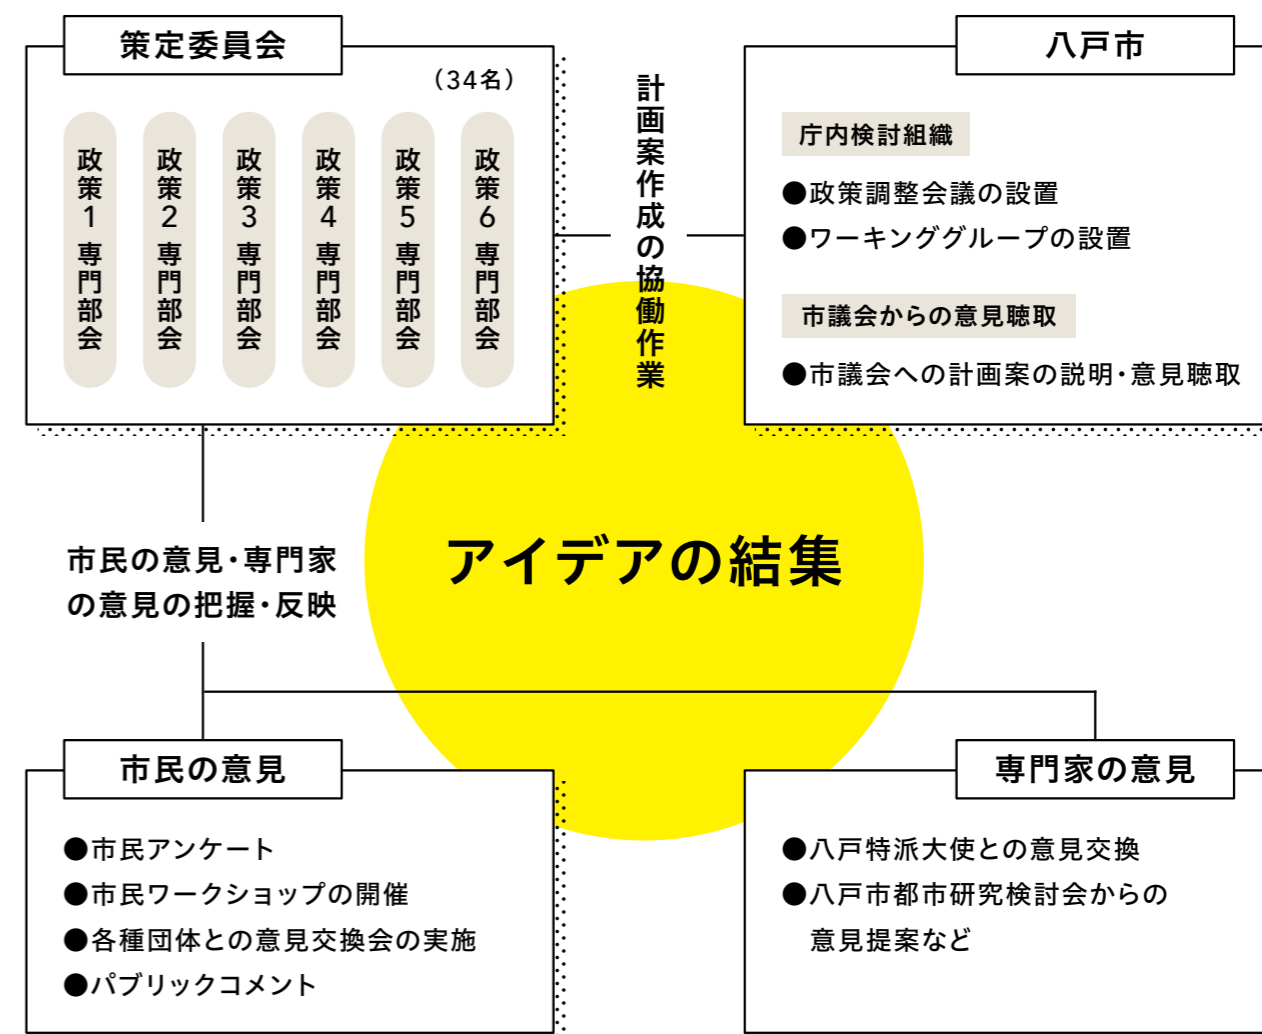 策定委員会
（34名）
政策1 専門部会
政策2 専門部会
政策3 専門部会
政策4 専門部会
政策5 専門部会
政策6 専門部会
計画案作成の協働作業
八戸市
庁内検討組織
●政策調整会議の設置
●ワーキンググループの設置
市議会からの意見聴取
●市議会への計画案の説明・意見聴取
市民の意見・専門家
の意見の把握・反映
アイデアの結集
市民の意見
●市民アンケート
●市民ワークショップの開催
●各種団体との意見交換会の実施
●パブリックコメント
専門家の意見
●八戸特派大使との意見交換
●八戸市都市研究検討会からの
意見提案など